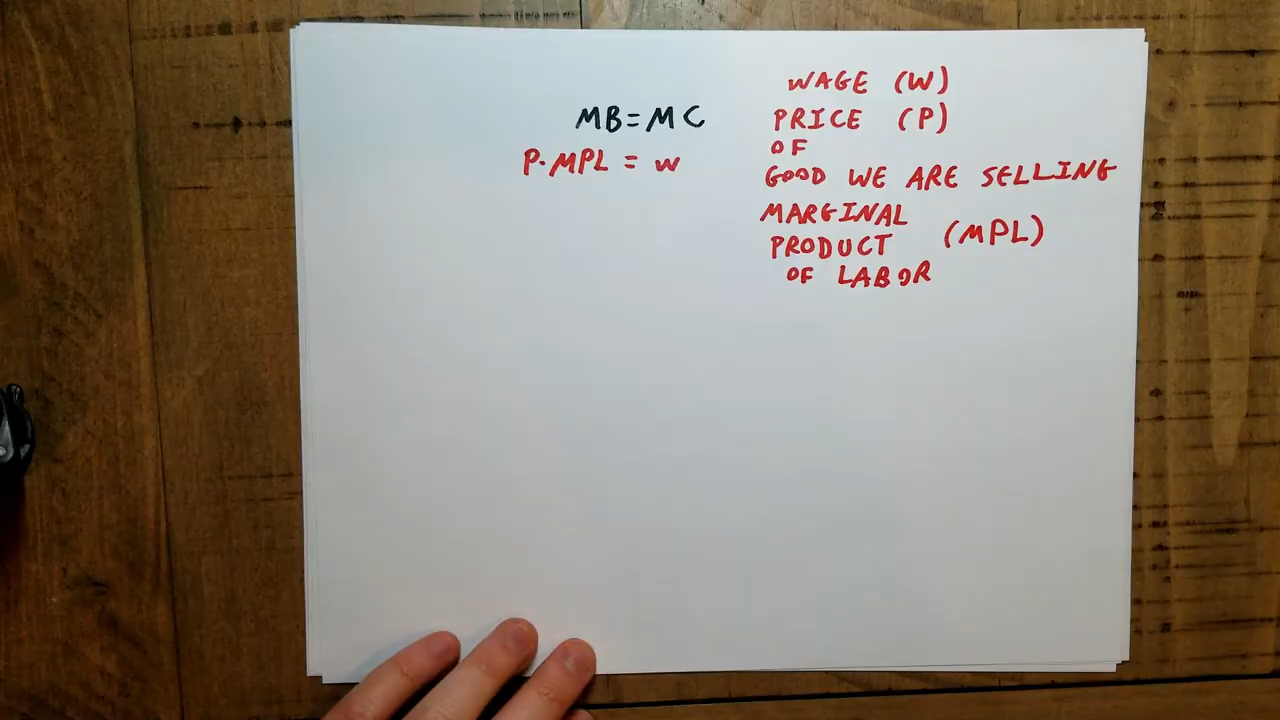 MB=MC
P·MPL = w
WAGE (W)
PRICE (P)
OF
GOOD WE ARE SELLING
MARGINAL
PRODUCT (MPL)
OF LABOR